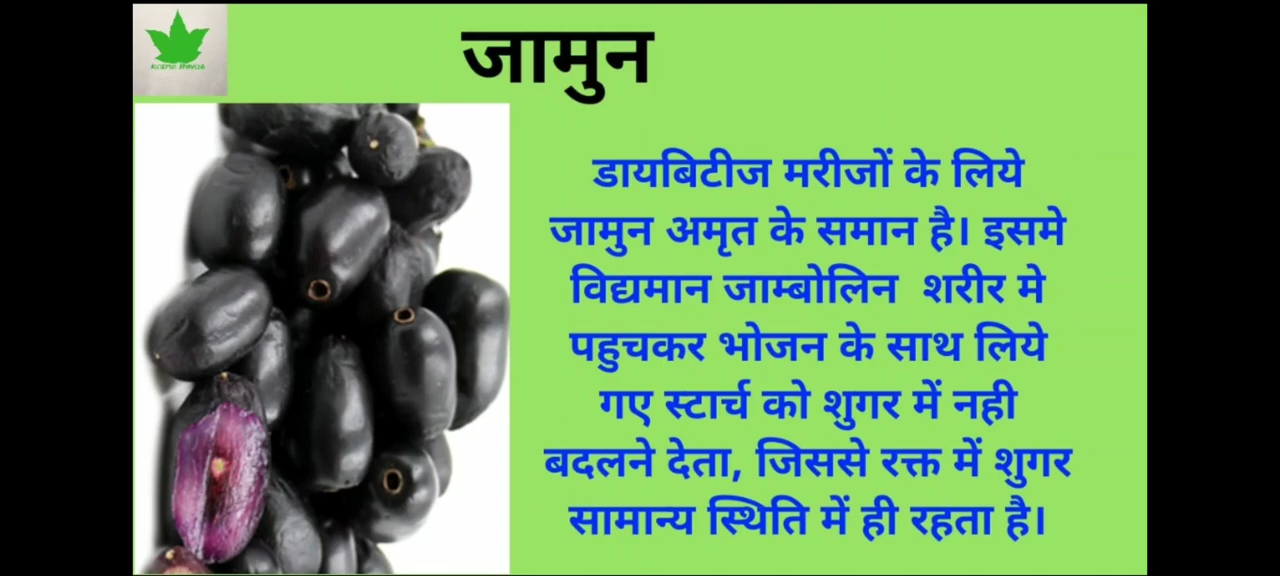 जामुन
डायबिटीज मरीजों के लिये
जामुन अमृत के समान है। इसमे
विद्यमान जाम्बोलिन शरीर मे
पहुचकर भोजन के साथ लिये
गए स्टार्च को शुगर में नही
बदलने देता, जिससे रक्त में शुगर
सामान्य स्थिति में ही रहता है।